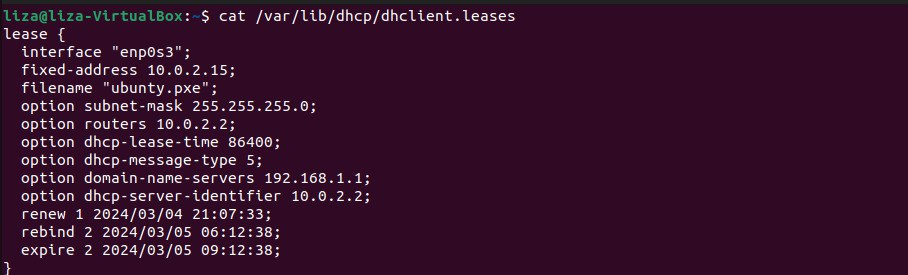 liza@liza-VirtualBox:~$ cat /var/lib/dhcp/dhclient.leases
lease {
  interface "enp0s3";
  fixed-address 10.0.2.15;
  filename "ubunty.pxe";
  option subnet-mask 255.255.255.0;
  option routers 10.0.2.2;
  option dhcp-lease-time 86400;
  option dhcp-message-type 5;
  option domain-name-servers 192.168.1.1;
  option dhcp-server-identifier 10.0.2.2;
  renew 1 2024/03/04 21:07:33;
  rebind 2 2024/03/05 06:12:38;
  expire 2 2024/03/05 09:12:38;
}